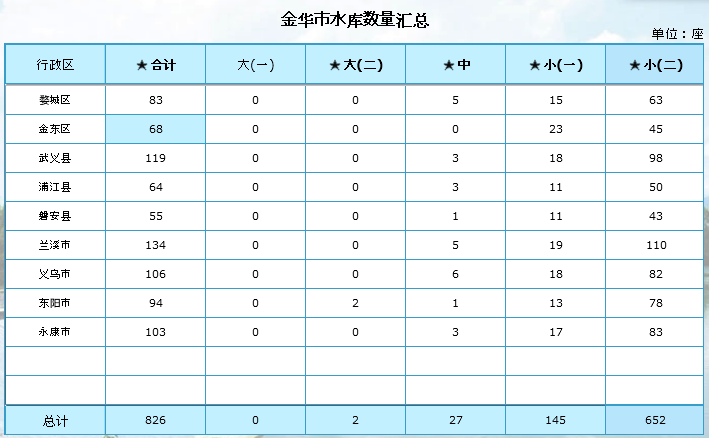 金华市水库数量汇总
单位：座
行政区 ★合计 大(一) ★大(二) ★中 ★小(一) ★小(二)
婺城区 83 0 0 5 15 63
金东区 68 0 0 0 23 45
武义县 119 0 0 3 18 98
浦江县 64 0 0 3 11 50
磐安县 55 0 0 1 11 43
兰溪市 134 0 0 5 19 110
义乌市 106 0 0 6 18 82
东阳市 94 0 2 1 13 78
永康市 103 0 0 3 17 83
总计 826 0 2 27 145 652